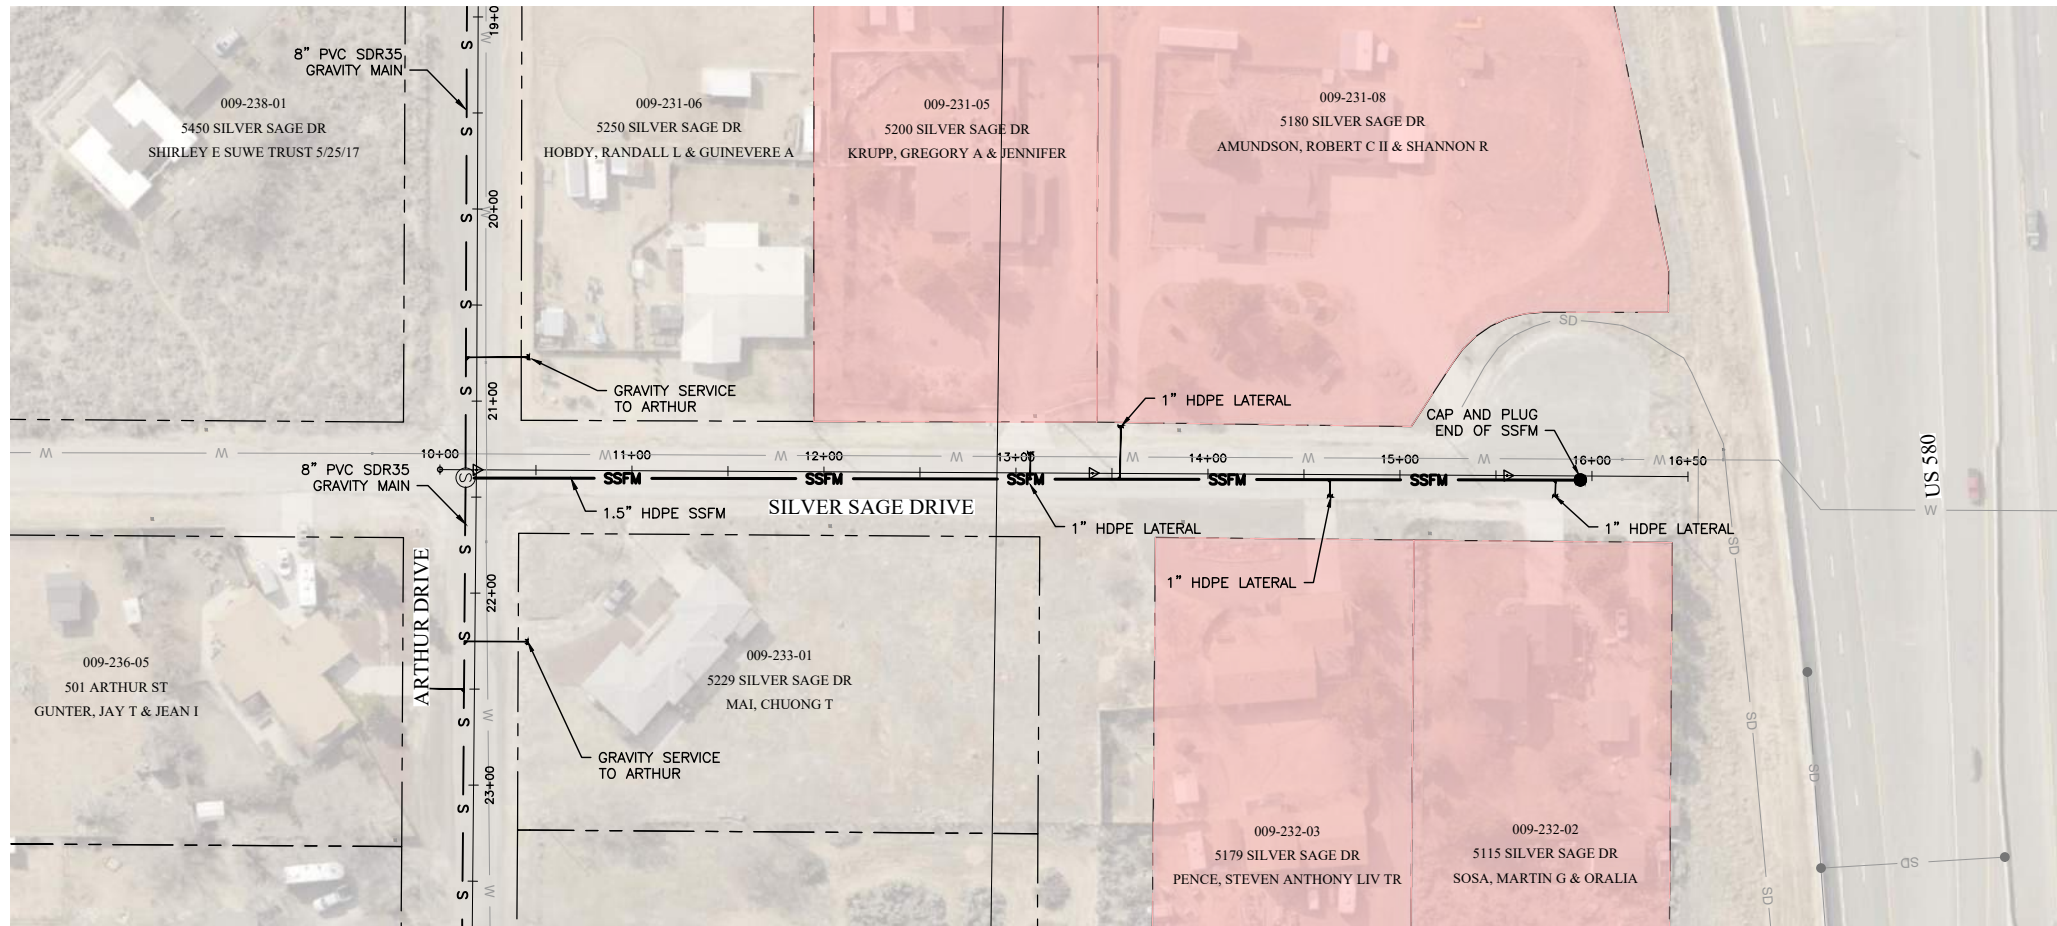 19+0
8" PVC SDR35
GRAVITY MAIN
009-238-01
5450 SILVER SAGE DR
SHIRLEY E SUWE TRUST 5/25/17
009-231-06
5250 SILVER SAGE DR
HOBDY, RANDALL L & GUINEVERE A
009-231-05
5200 SILVER SAGE DR
KRUPP, GREGORY A & JENNIFER
009-231-08
5180 SILVER SAGE DR
AMUNDSON, ROBERT C II & SHANNON R
S
S
S
S
S
W
W
20+00
21+00
GRAVITY SERVICE
TO ARTHUR
1" HDPE LATERAL
CAP AND PLUG
END OF SSFM
SD
W
W
W
W
W
W
W
W
10+00
11+00
12+00
13+00
14+00
15+00
16+00
16+50
8" PVC SDR35
GRAVITY MAIN
S
SSFM
SSFM
SSFM
SSFM
SSFM
1.5" HDPE SSFM
SILVER SAGE DRIVE
1" HDPE LATERAL
1" HDPE LATERAL
1" HDPE LATERAL
US 580
W
SD
ARTHUR DRIVE
S
S
S
S
S
22+00
23+00
W
W
009-236-05
501 ARTHUR ST
GUNTER, JAY T & JEAN I
009-233-01
5229 SILVER SAGE DR
MAI, CHUONG T
GRAVITY SERVICE
TO ARTHUR
009-232-03
5179 SILVER SAGE DR
PENCE, STEVEN ANTHONY LIV TR
009-232-02
5115 SILVER SAGE DR
SOSA, MARTIN G & ORALIA
SD
SD
SD
SD